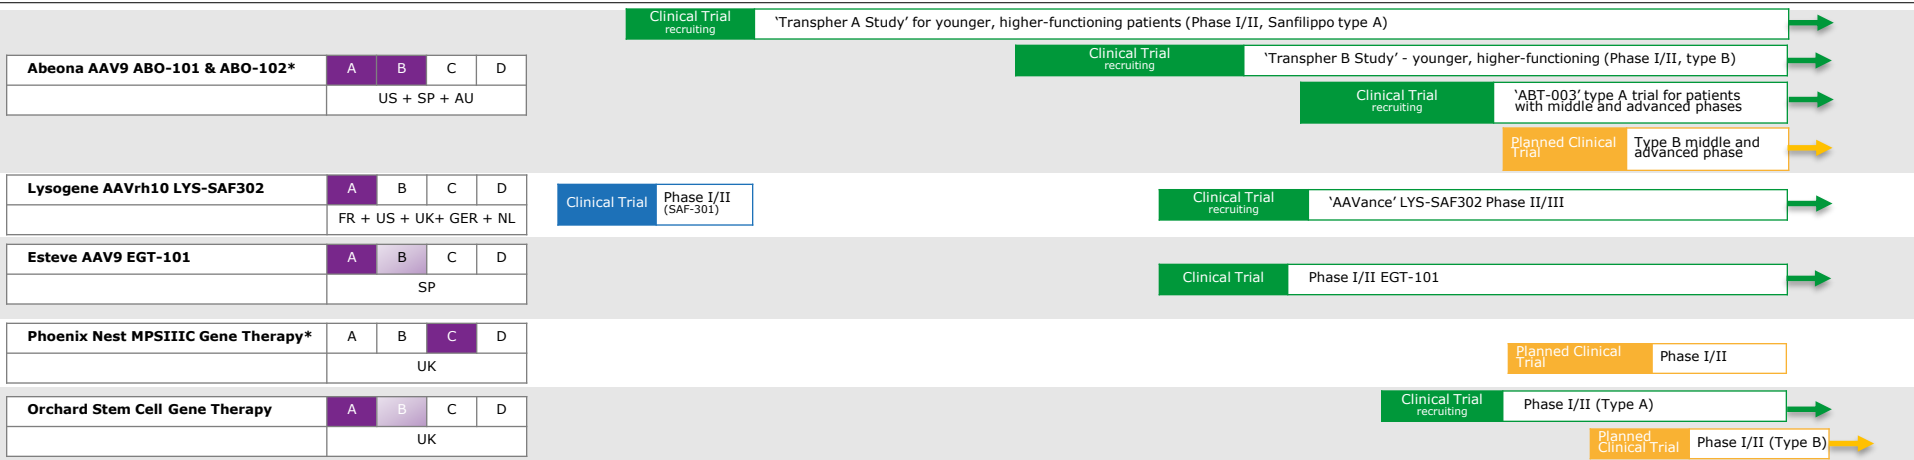 Clinical Trial
recruiting
‘Transpher A Study’ for younger, higher-functioning patients (Phase I/II, Sanfilippo type A)
Clinical Trial
recruiting
‘Transpher B Study’ - younger, higher-functioning (Phase I/II, type B)
Abeona AAV9 ABO-101 & ABO-102* A B C D
US + SP + AU
Clinical Trial
recruiting
‘ABT-003’ type A trial for patients
with middle and advanced phases
Planned Clinical
Trial
Type B middle and
advanced phase
Lysogene AAVrh10 LYS-SAF302 A B C D
FR + US + UK+ GER + NL
Clinical Trial
Phase I/II
(SAF-301)
Clinical Trial
recruiting
‘AAVance’ LYS-SAF302 Phase II/III
Esteve AAV9 EGT-101 A B C D
SP
Clinical Trial
Phase I/II EGT-101
Phoenix Nest MPSIIIC Gene Therapy* A B C D
UK
Planned Clinical
Trial
Phase I/II
Orchard Stem Cell Gene Therapy A B C D
UK
Clinical Trial
recruiting
Phase I/II (Type A)
Planned
Clinical Trial
Phase I/II (Type B)